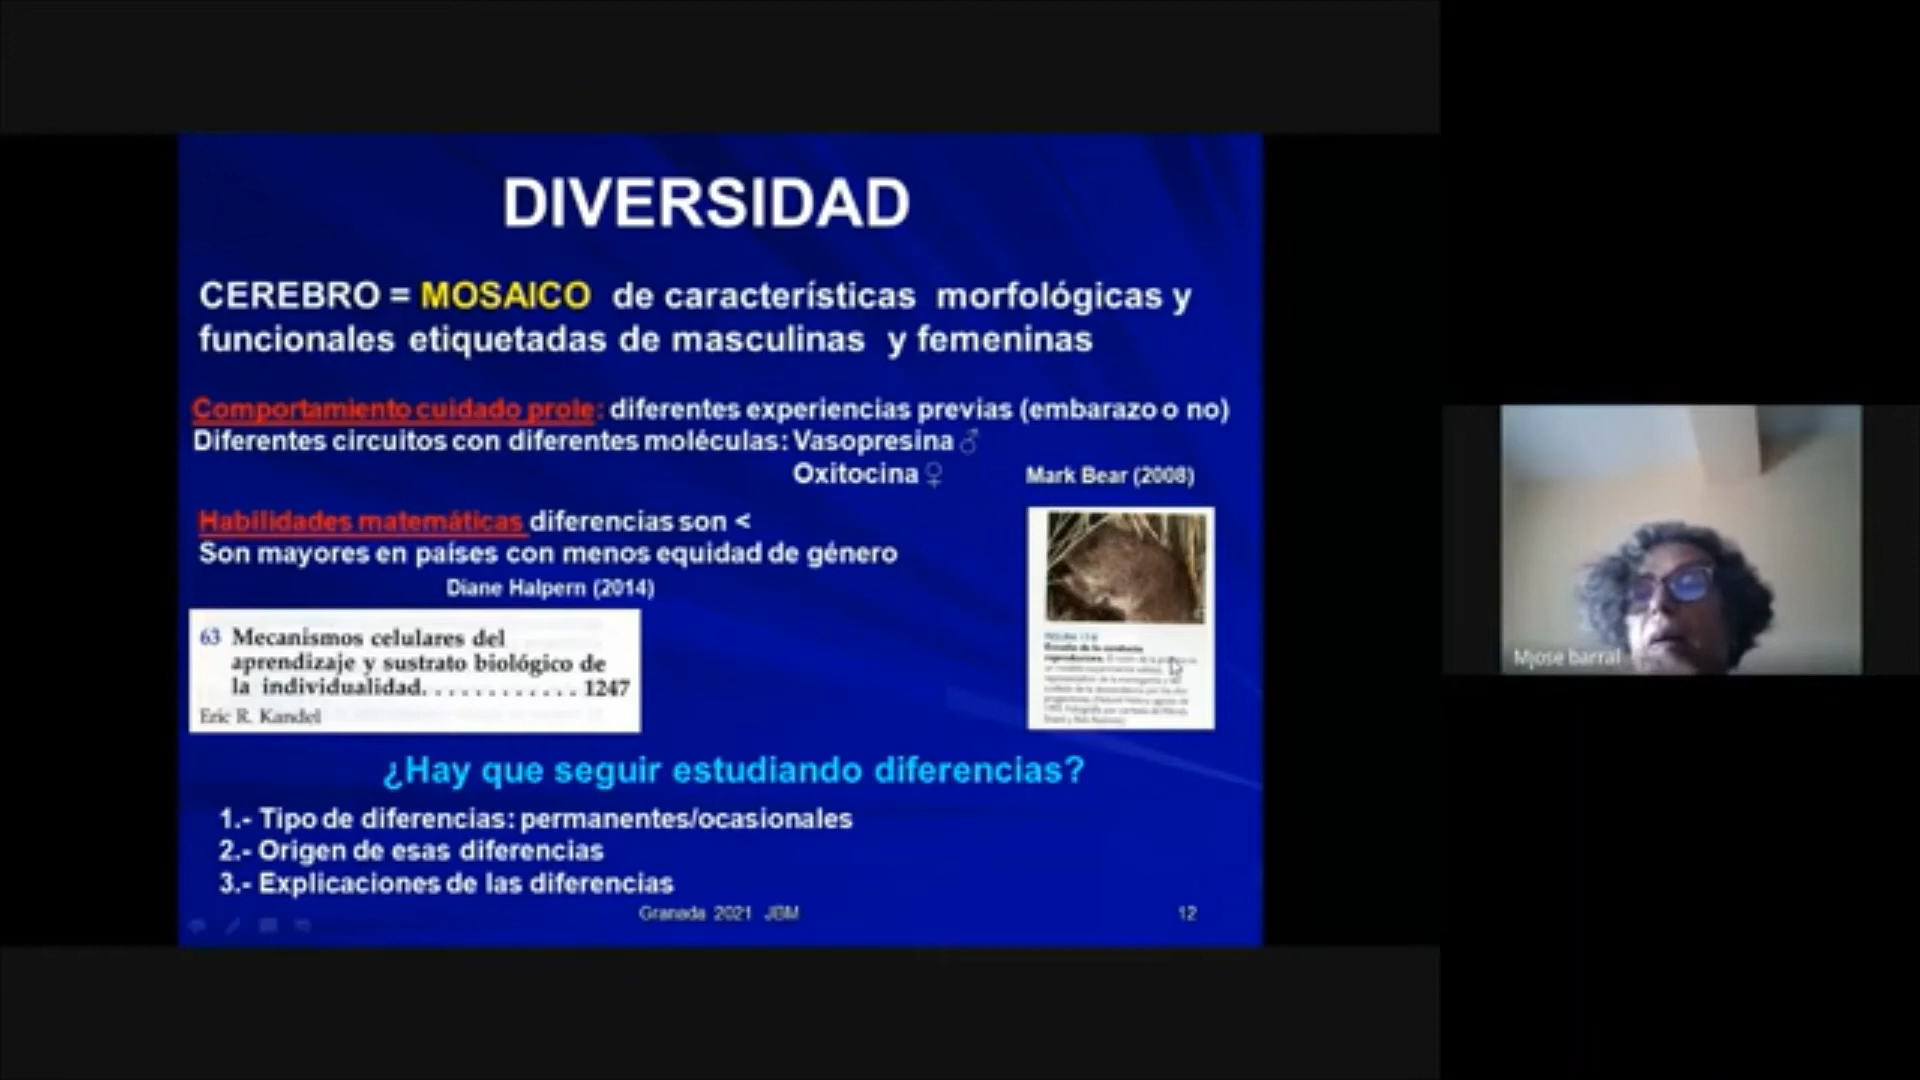 DIVERSIDAD
CEREBRO = MOSAICO de características morfológicas y
funcionales etiquetadas de masculinas y femeninas
Comportamiento cuidado prole: diferentes experiencias previas (embarazo o no)
Diferentes circuitos con diferentes moléculas: Vasopresina ♂
Oxitocina ♀
Mark Bear (2008)
Habilidades matemáticas diferencias son <
Son mayores en países con menos equidad de género
Diane Halpern (2014)
63 Mecanismos celulares del
aprendizaje y sustrato biológico de
la individualidad. . . . . . . . . . . . 1247
Eric R. Kandel
¿Hay que seguir estudiando diferencias?
1.- Tipo de diferencias: permanentes/ocasionales
2.- Origen de esas diferencias
3.- Explicaciones de las diferencias
Granada 2021 JBM
12
Mjose barral